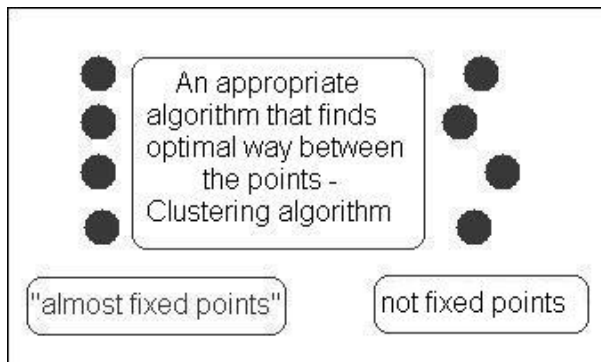 An appropriate
algorithm that finds
optimal way between
the points -
Clustering algorithm
"almost fixed points"
not fixed points